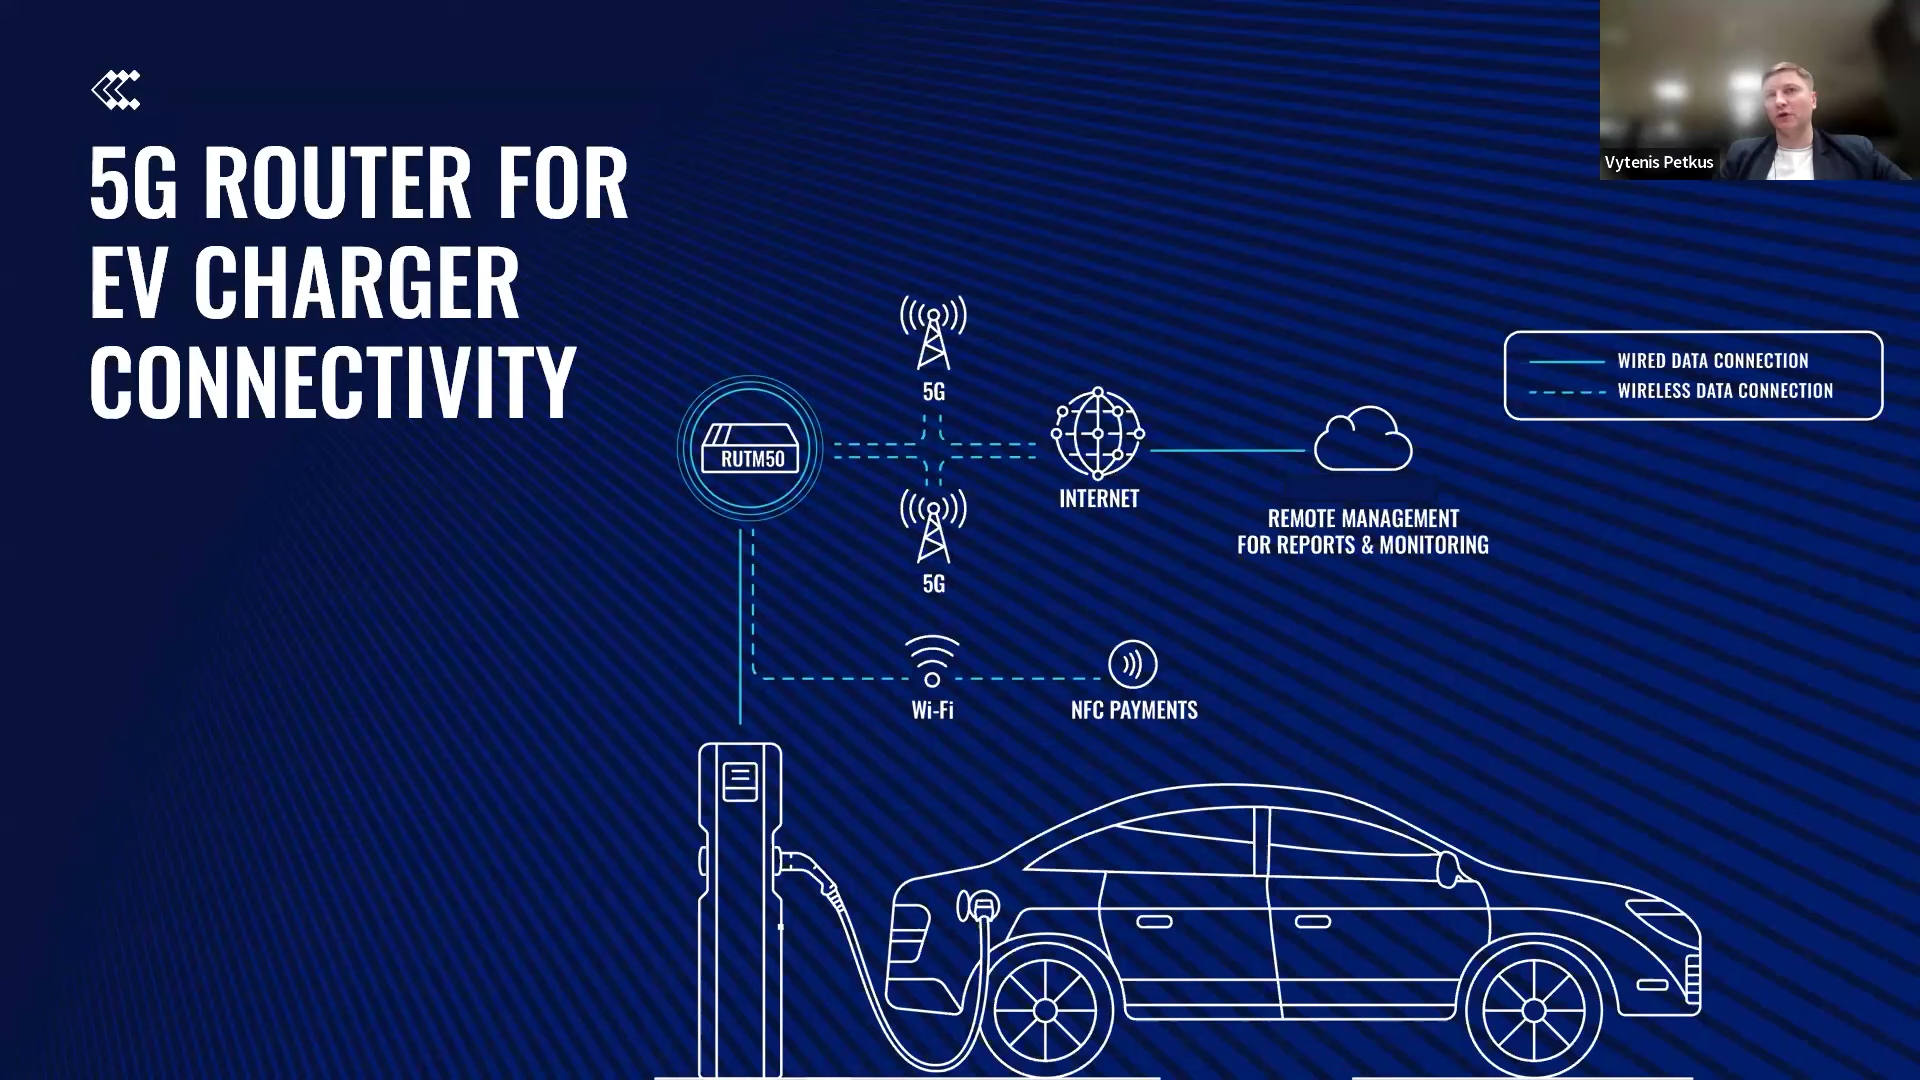 5G ROUTER FOR
EV CHARGER
CONNECTIVITY
Vytenis Petkus
WIRED DATA CONNECTION
WIRELESS DATA CONNECTION
5G
RUTM50
INTERNET
REMOTE MANAGEMENT
FOR REPORTS & MONITORING
5G
Wi-Fi
NFC PAYMENTS